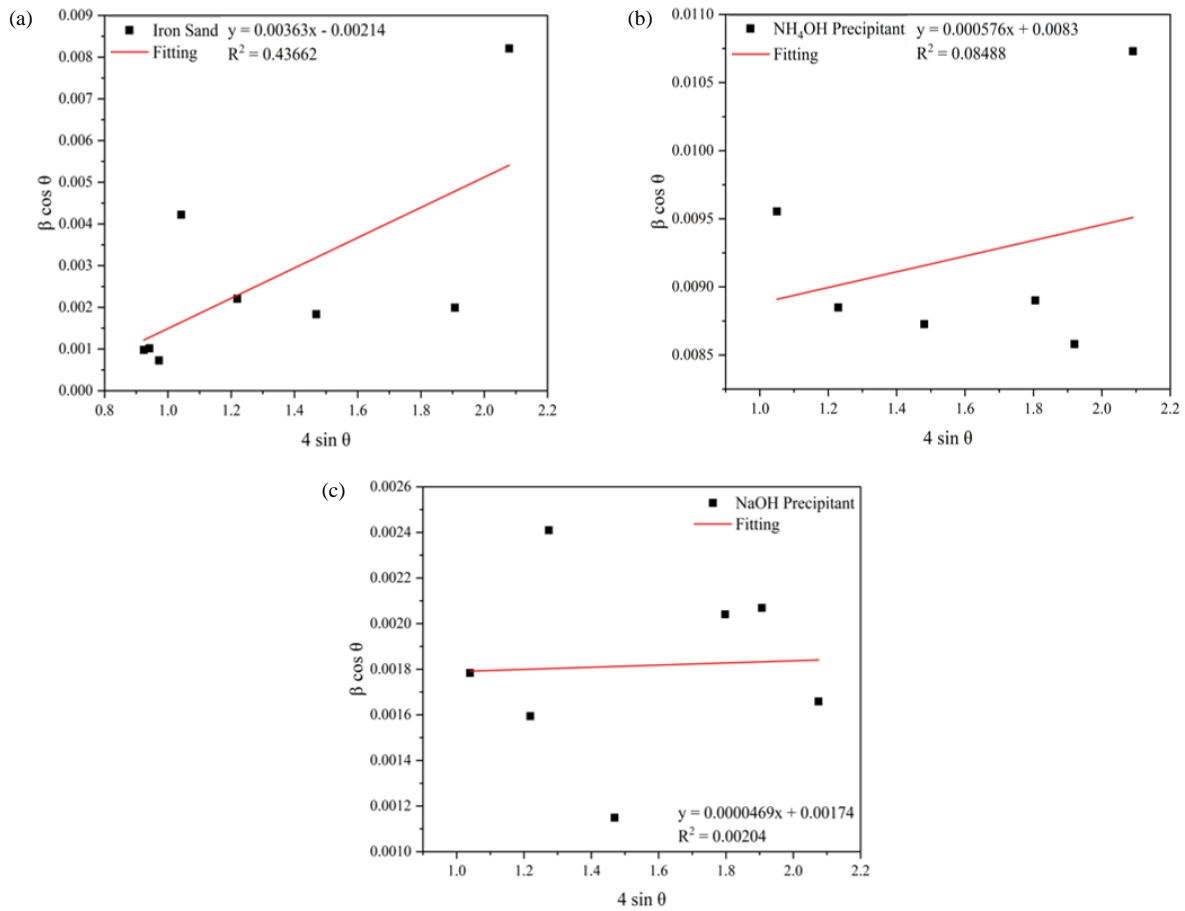 (a)
0.009
0.008
0.007
0.006
0.005
0.004
0.003
0.002
0.001
0.000
β cos θ
Iron Sand y = 0.00363x - 0.00214
Fitting R² = 0.43662
0.8 1.0 1.2 1.4 1.6 1.8 2.0 2.2
4 sin θ
(b)
0.0110
0.0105
0.0100
0.0095
0.0090
0.0085
β cos θ
NH₄OH Precipitant y = 0.000576x + 0.0083
Fitting R² = 0.08488
1.0 1.2 1.4 1.6 1.8 2.0 2.2
4 sin θ
(c)
0.0026
0.0024
0.0022
0.0020
0.0018
0.0016
0.0014
0.0012
0.0010
β cos θ
NaOH Precipitant
Fitting
y = 0.0000469x + 0.00174
R² = 0.00204
1.0 1.2 1.4 1.6 1.8 2.0 2.2
4 sin θ